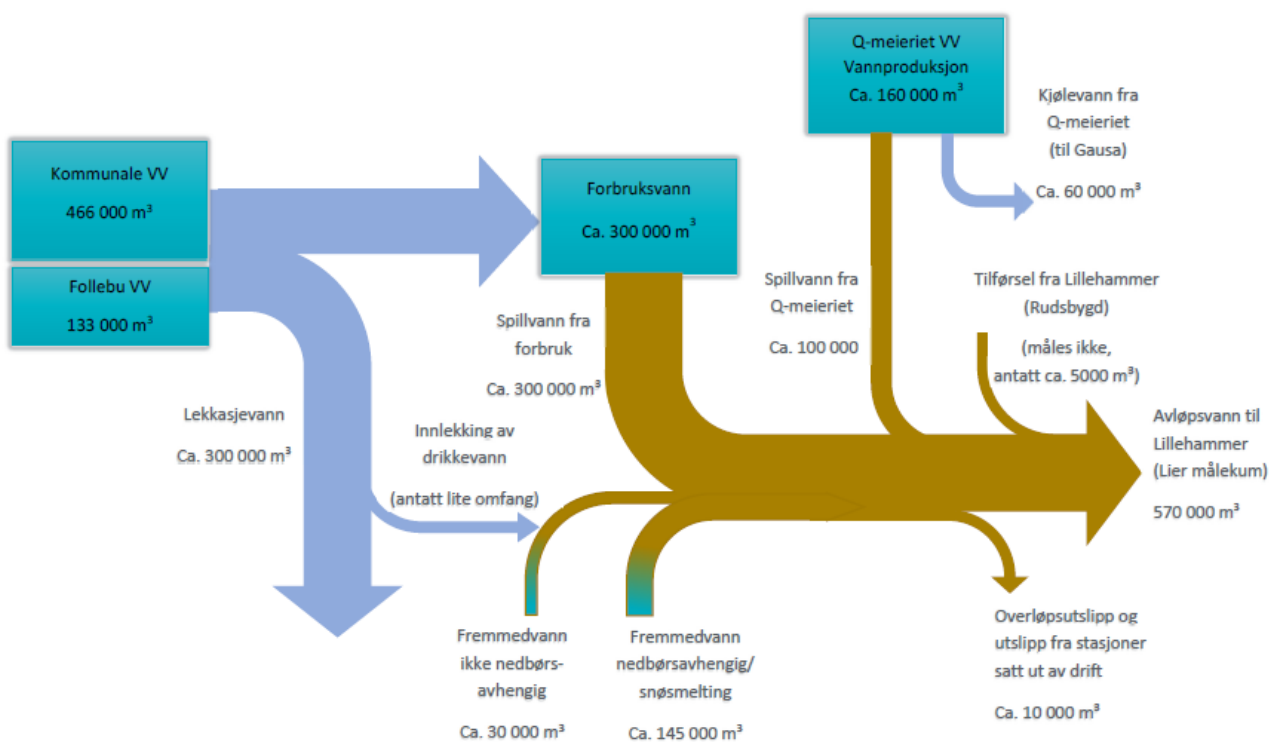 Q-meieriet VV
Vannproduksjon
Ca. 160 000 m³
Kjølevann fra
Q-meieriet
(til Gausa)
Ca. 60 000 m³
Kommunale VV
466 000 m³
Follebu VV
133 000 m³
Forbruksvann
Ca. 300 000 m³
Spillvann fra
forbruk
Ca. 300 000 m³
Spillvann fra
Q-meieriet
Ca. 100 000
Tilførsel fra Lillehammer
(Rudsbygd)
(måles ikke,
antatt ca. 5000 m³)
Lekkasjevann
Ca. 300 000 m³
Innlekking av
drikkevann
(antatt lite omfang)
Avløpsvann til
Lillehammer
(Lier målekum)
570 000 m³
Fremmedvann
ikke nedbørs-
avhengig
Ca. 30 000 m³
Fremmedvann
nedbørsavhengig/
snøsmelting
Ca. 145 000 m³
Overløpsutslipp og
utslipp fra stasjoner
satt ut av drift
Ca. 10 000 m³